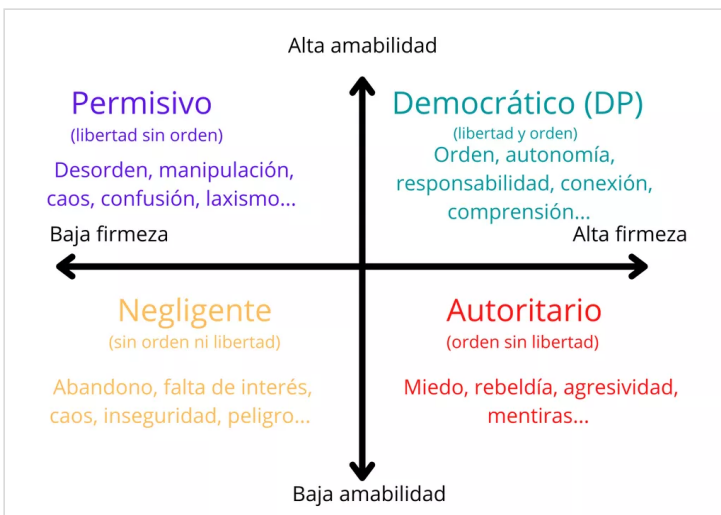 Alta amabilidad
Permisivo
(libertad sin orden)
Desorden, manipulación,
caos, confusión, laxismo...
Democrático (DP)
(libertad y orden)
Orden, autonomía,
responsabilidad, conexión,
comprensión...
Baja firmeza
Alta firmeza
Negligente
(sin orden ni libertad)
Abandono, falta de interés,
caos, inseguridad, peligro...
Autoritario
(orden sin libertad)
Miedo, rebeldía, agresividad,
mentiras...
Baja amabilidad